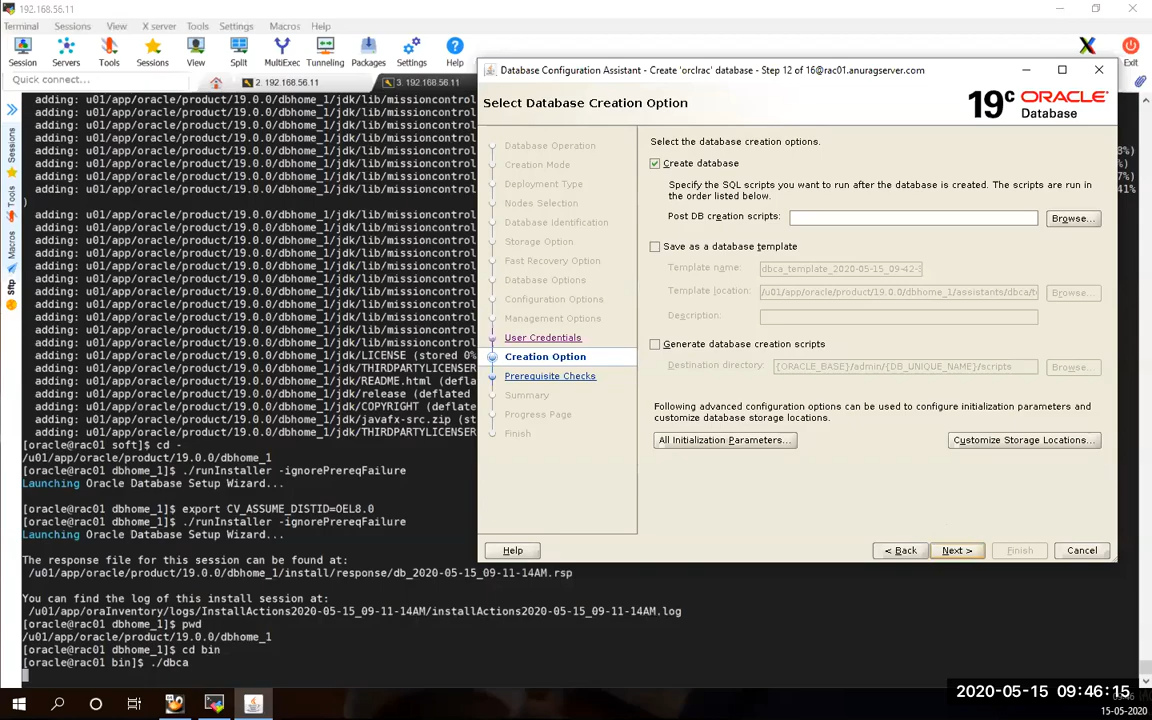 192.168.56.11
Terminal Sessions View X server Tools Settings Macros Help
Session Servers Tools Sessions View Split MultiExec Tunneling Packages Settings Help
Exit
Quick connect...
2. 192.168.56.11
3. 192.168.56.11
Sessions
Tools
Macros
Sftp
adding: u01/app/oracle/product/19.0.0/dbhome_1/jdk/lib/missioncontrol
adding: u01/app/oracle/product/19.0.0/dbhome_1/jdk/lib/missioncontrol
adding: u01/app/oracle/product/19.0.0/dbhome_1/jdk/lib/missioncontrol
adding: u01/app/oracle/product/19.0.0/dbhome_1/jdk/lib/missioncontrol
adding: u01/app/oracle/product/19.0.0/dbhome_1/jdk/lib/missioncontrol
adding: u01/app/oracle/product/19.0.0/dbhome_1/jdk/lib/missioncontrol
adding: u01/app/oracle/product/19.0.0/dbhome_1/jdk/lib/missioncontrol
adding: u01/app/oracle/product/19.0.0/dbhome_1/jdk/lib/missioncontrol
)
adding: u01/app/oracle/product/19.0.0/dbhome_1/jdk/lib/missioncontrol
adding: u01/app/oracle/product/19.0.0/dbhome_1/jdk/lib/missioncontrol
adding: u01/app/oracle/product/19.0.0/dbhome_1/jdk/lib/missioncontrol
adding: u01/app/oracle/product/19.0.0/dbhome_1/jdk/lib/missioncontrol
adding: u01/app/oracle/product/19.0.0/dbhome_1/jdk/lib/missioncontrol
adding: u01/app/oracle/product/19.0.0/dbhome_1/jdk/lib/missioncontrol
adding: u01/app/oracle/product/19.0.0/dbhome_1/jdk/lib/missioncontrol
adding: u01/app/oracle/product/19.0.0/dbhome_1/jdk/lib/missioncontrol
adding: u01/app/oracle/product/19.0.0/dbhome_1/jdk/lib/missioncontrol
adding: u01/app/oracle/product/19.0.0/dbhome_1/jdk/lib/missioncontrol
adding: u01/app/oracle/product/19.0.0/dbhome_1/jdk/lib/missioncontrol
adding: u01/app/oracle/product/19.0.0/dbhome_1/jdk/LICENSE (stored 0%
adding: u01/app/oracle/product/19.0.0/dbhome_1/jdk/THIRDPARTYLICENSER
adding: u01/app/oracle/product/19.0.0/dbhome_1/jdk/README.html (defla
adding: u01/app/oracle/product/19.0.0/dbhome_1/jdk/release (deflated
adding: u01/app/oracle/product/19.0.0/dbhome_1/jdk/COPYRIGHT (deflate
adding: u01/app/oracle/product/19.0.0/dbhome_1/jdk/javafx-src.zip (st
adding: u01/app/oracle/product/19.0.0/dbhome_1/jdk/THIRDPARTYLICENSER
[oracle@rac01 soft]$ cd -
/u01/app/oracle/product/19.0.0/dbhome_1
[oracle@rac01 dbhome_1]$ ./runInstaller -ignorePrereqFailure
Launching Oracle Database Setup Wizard...
[oracle@rac01 dbhome_1]$ export CV_ASSUME_DISTID=OEL8.0
[oracle@rac01 dbhome_1]$ ./runInstaller -ignorePrereqFailure
Launching Oracle Database Setup Wizard...
The response file for this session can be found at:
/u01/app/oracle/product/19.0.0/dbhome_1/install/response/db_2020-05-15_09-11-14AM.rsp
You can find the log of this install session at:
/u01/app/oraInventory/logs/InstallActions2020-05-15_09-11-14AM/installActions2020-05-15_09-11-14AM.log
[oracle@rac01 dbhome_1]$ pwd
/u01/app/oracle/product/19.0.0/dbhome_1
[oracle@rac01 dbhome_1]$ cd bin
[oracle@rac01 bin]$ ./dbca
%)
7%)
41%
Database Configuration Assistant - Create 'orclrac' database - Step 12 of 16@rac01.anuragserver.com
Select Database Creation Option
19c ORACLE
Database
Database Operation
Creation Mode
Deployment Type
Nodes Selection
Database Identification
Storage Option
Fast Recovery Option
Database Options
Configuration Options
Management Options
User Credentials
Creation Option
Prerequisite Checks
Summary
Progress Page
Finish
Select the database creation options.
Create database
Specify the SQL scripts you want to run after the database is created. The scripts are run in
the order listed below.
Post DB creation scripts: Browse...
Save as a database template
Template name: dbca_template_2020-05-15_09-42-
Template location: /u01/app/oracle/product/19.0.0/dbhome_1/assistants/dbca/t Browse...
Description:
Generate database creation scripts
Destination directory: {ORACLE_BASE}/admin/{DB_UNIQUE_NAME}/scripts Browse...
Following advanced configuration options can be used to configure initialization parameters and
customize database storage locations.
All Initialization Parameters... Customize Storage Locations...
Help < Back Next > Finish Cancel
2020-05-15 09:46:15
15-05-2020